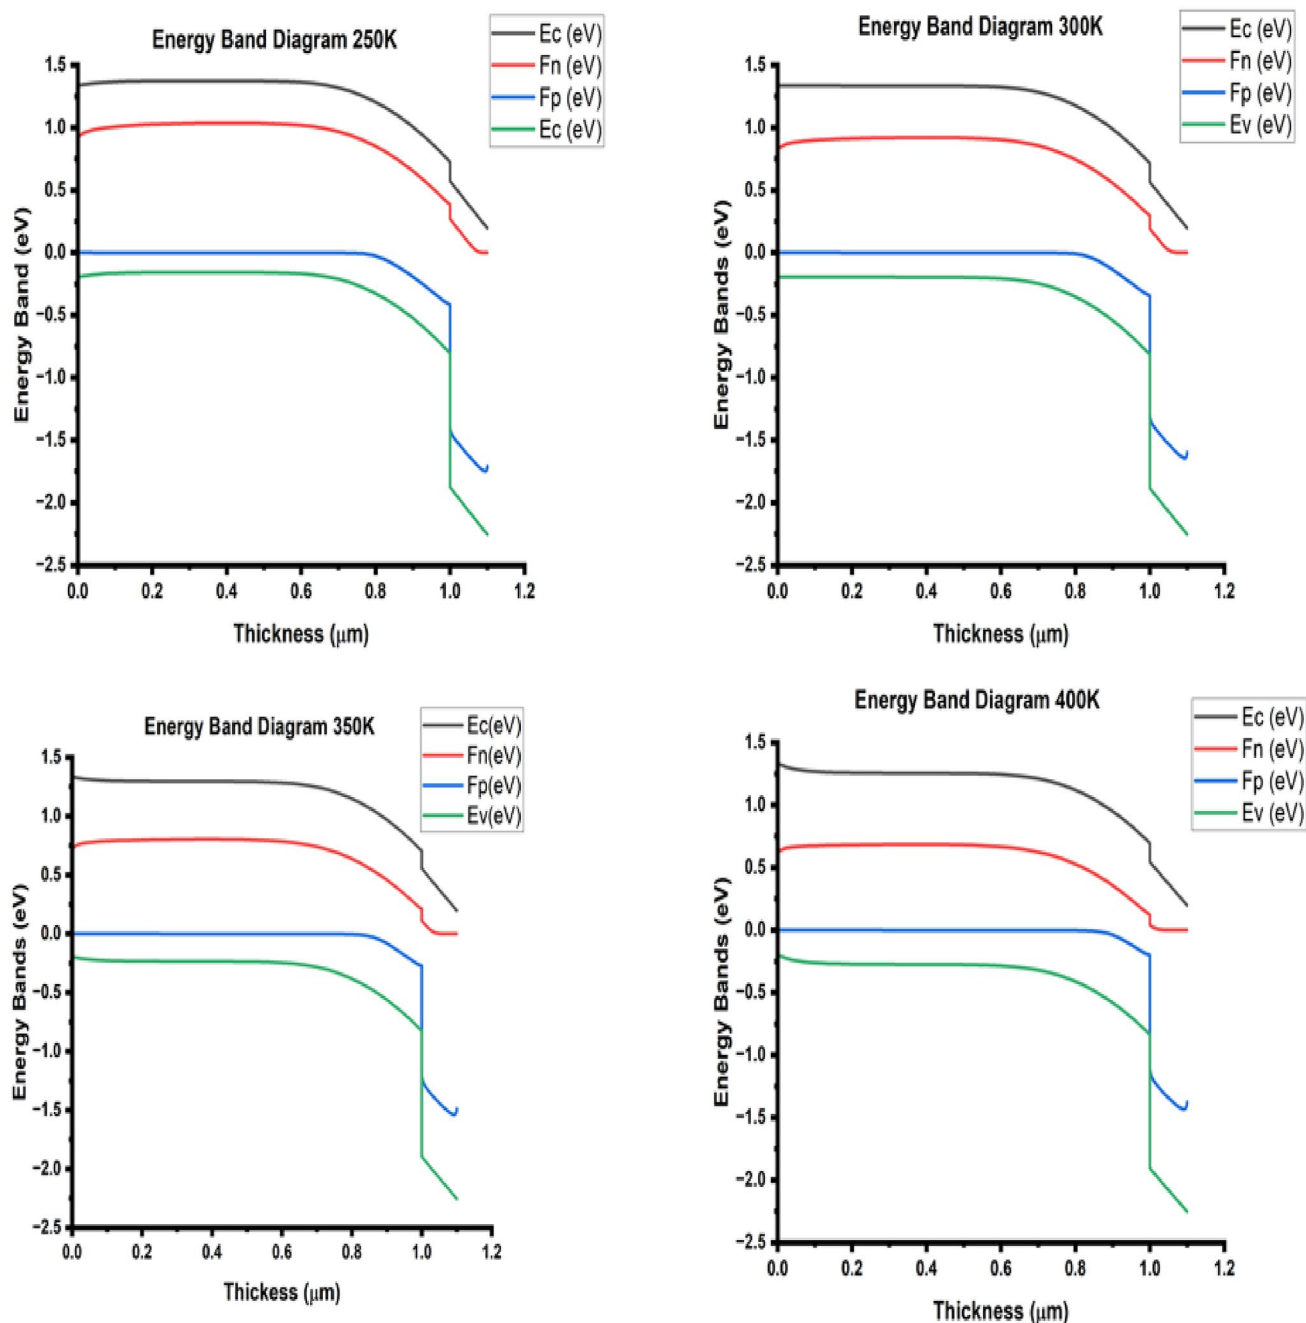 Energy Band Diagram 250K
Ec (eV)
Fn (eV)
Fp (eV)
Ec (eV)
Energy Band (eV)
1.5
1.0
0.5
0.0
−0.5
−1.0
−1.5
−2.0
−2.5
0.0 0.2 0.4 0.6 0.8 1.0 1.2
Thickness (μm)
Energy Band Diagram 300K
Ec (eV)
Fn (eV)
Fp (eV)
Ev (eV)
Energy Bands (eV)
1.5
1.0
0.5
0.0
−0.5
−1.0
−1.5
−2.0
−2.5
0.0 0.2 0.4 0.6 0.8 1.0 1.2
Thickness (μm)
Energy Band Diagram 350K
Ec(eV)
Fn(eV)
Fp(eV)
Ev(eV)
Energy Bands (eV)
1.5
1.0
0.5
0.0
−0.5
−1.0
−1.5
−2.0
−2.5
0.0 0.2 0.4 0.6 0.8 1.0 1.2
Thickess (μm)
Energy Band Diagram 400K
Ec (eV)
Fn (eV)
Fp (eV)
Ev (eV)
Energy Bands (eV)
1.5
1.0
0.5
0.0
−0.5
−1.0
−1.5
−2.0
−2.5
0.0 0.2 0.4 0.6 0.8 1.0 1.2
Thickness (μm)